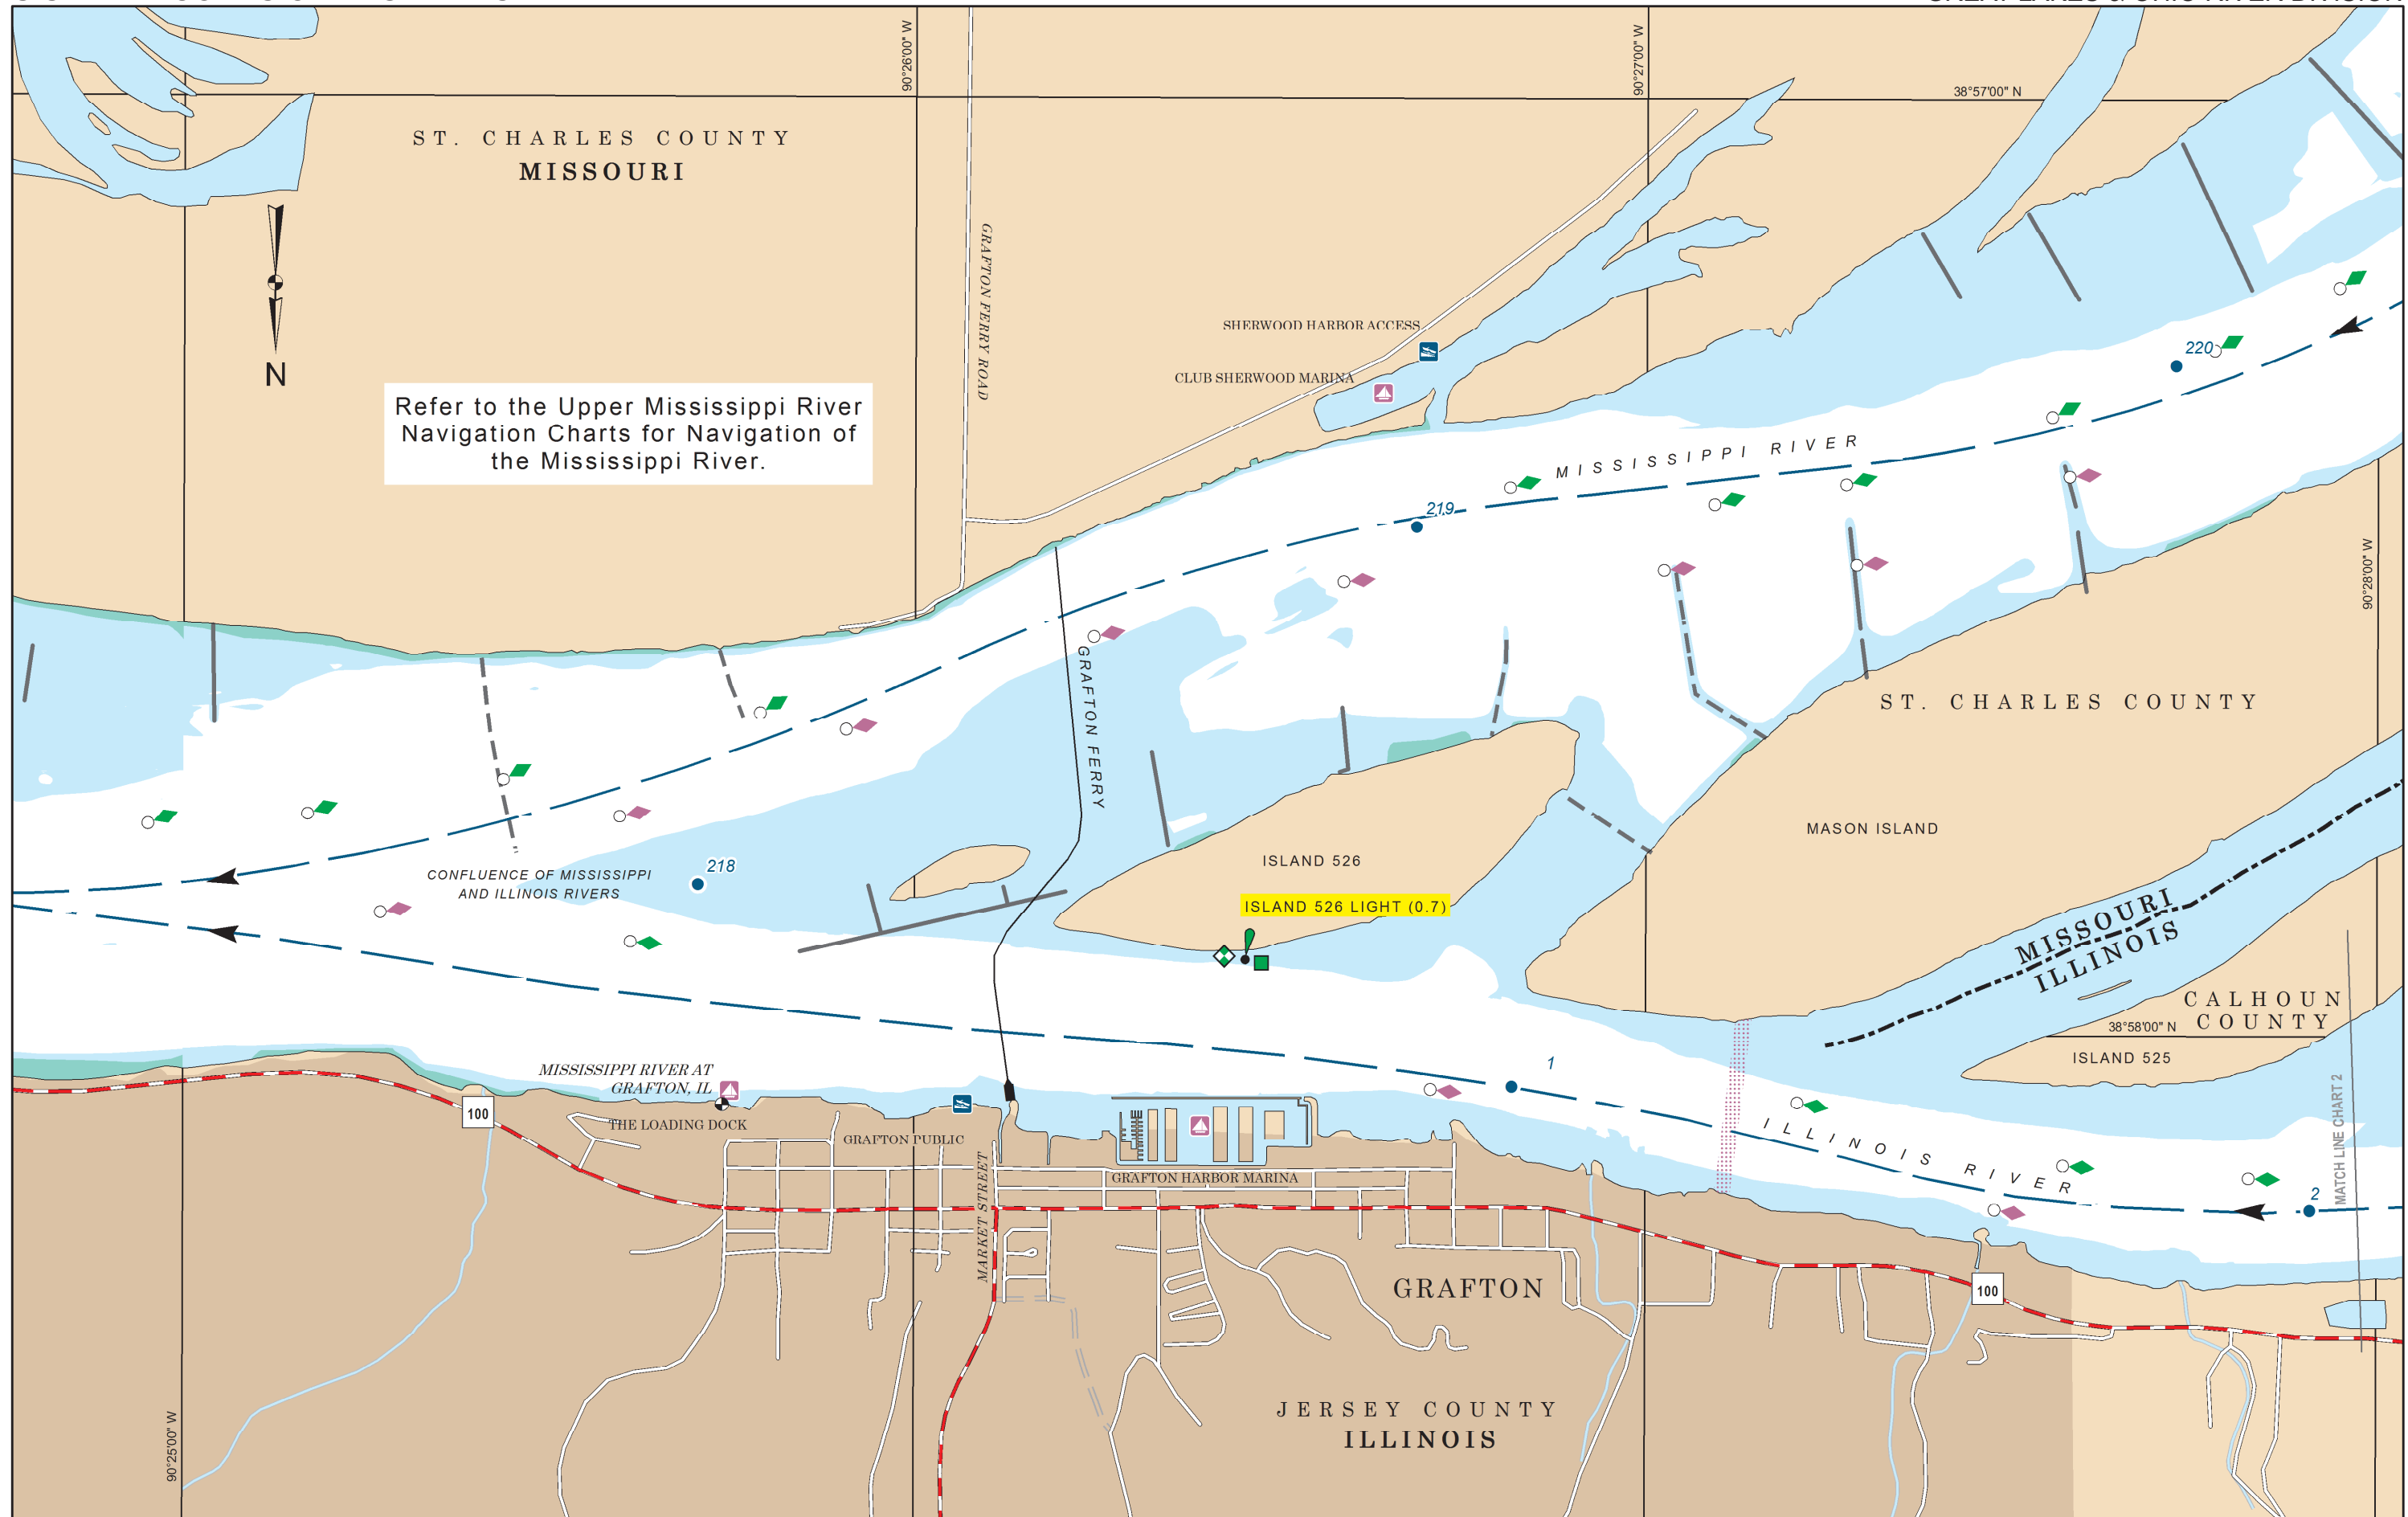 90°26'00" W
90°27'00" W
38°57'00" N
ST. CHARLES COUNTY
MISSOURI
N
GRAFTON FERRY ROAD
SHERWOOD HARBOR ACCESS
CLUB SHERWOOD MARINA
Refer to the Upper Mississippi River
Navigation Charts for Navigation of
the Mississippi River.
220
MISSISSIPPI RIVER
219
90°28'00" W
GRAFTON FERRY
ST. CHARLES COUNTY
MASON ISLAND
ISLAND 526
218
CONFLUENCE OF MISSISSIPPI
AND ILLINOIS RIVERS
ISLAND 526 LIGHT (0.7)
MISSOURI
ILLINOIS
CALHOUN
COUNTY
38°58'00" N
ISLAND 525
MISSISSIPPI RIVER AT
GRAFTON, IL
1
100
THE LOADING DOCK
GRAFTON PUBLIC
MARKET STREET
GRAFTON HARBOR MARINA
ILLINOIS RIVER
2
MATCH LINE CHART 2
GRAFTON
100
JERSEY COUNTY
ILLINOIS
90°25'00" W